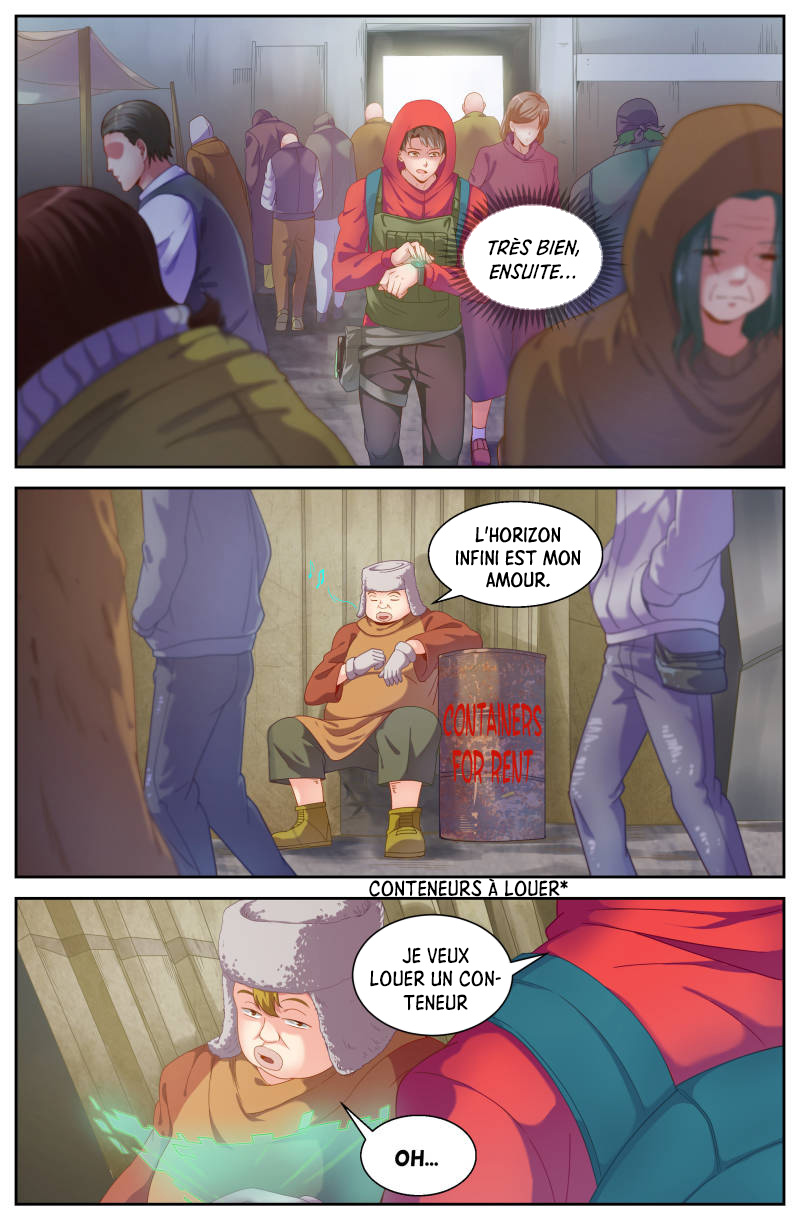 TRÈS BIEN,
ENSUITE...
L'HORIZON
INFINI EST MON
AMOUR.
CONTAINERS
FOR RENT
CONTENEURS À LOUER*
JE VEUX
LOUER UN CON-
TENEUR
OH...